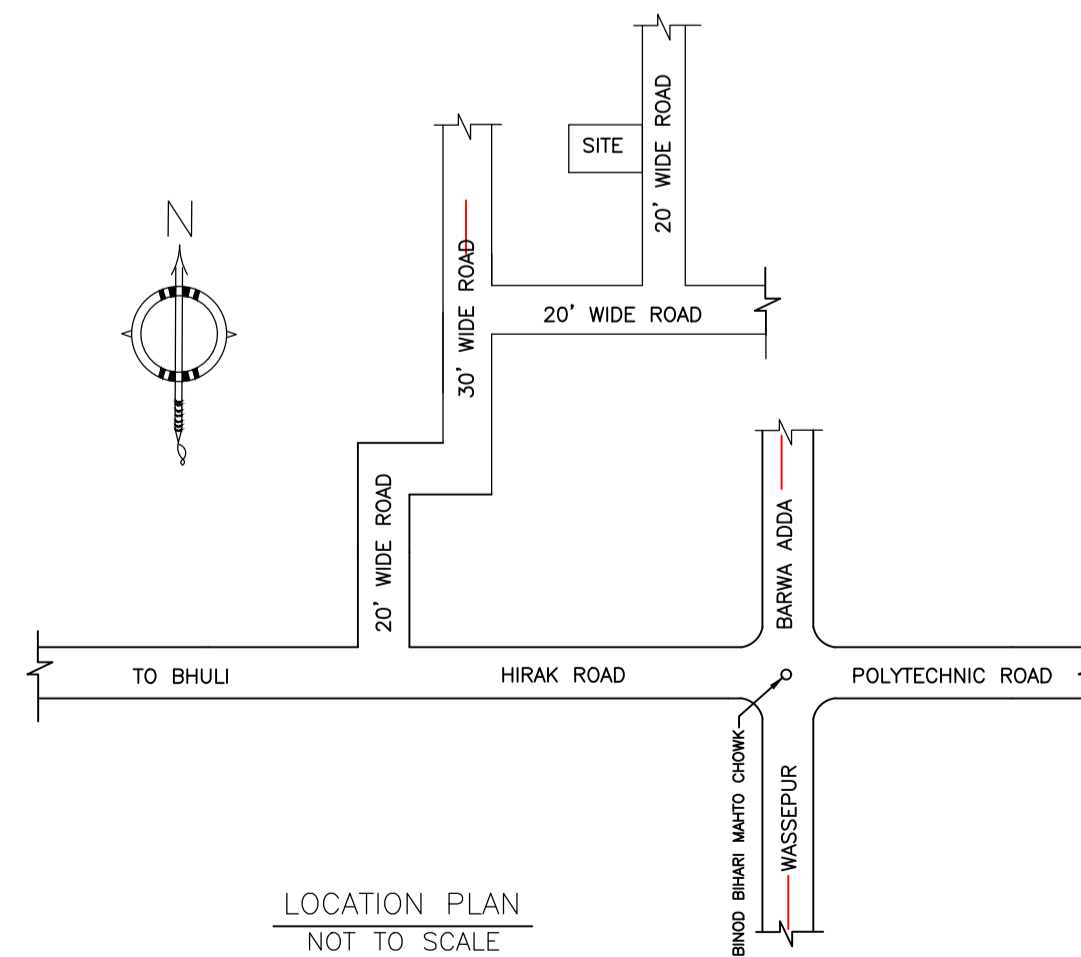 20' WIDE ROAD
SITE
N
30' WIDE ROAD
20' WIDE ROAD
20' WIDE ROAD
BARWA ADDA
TO BHULI
HIRAK ROAD
POLYTECHNIC ROAD
BINOD BIHARI MAHTO CHOWK
WASSEPUR
LOCATION PLAN
NOT TO SCALE